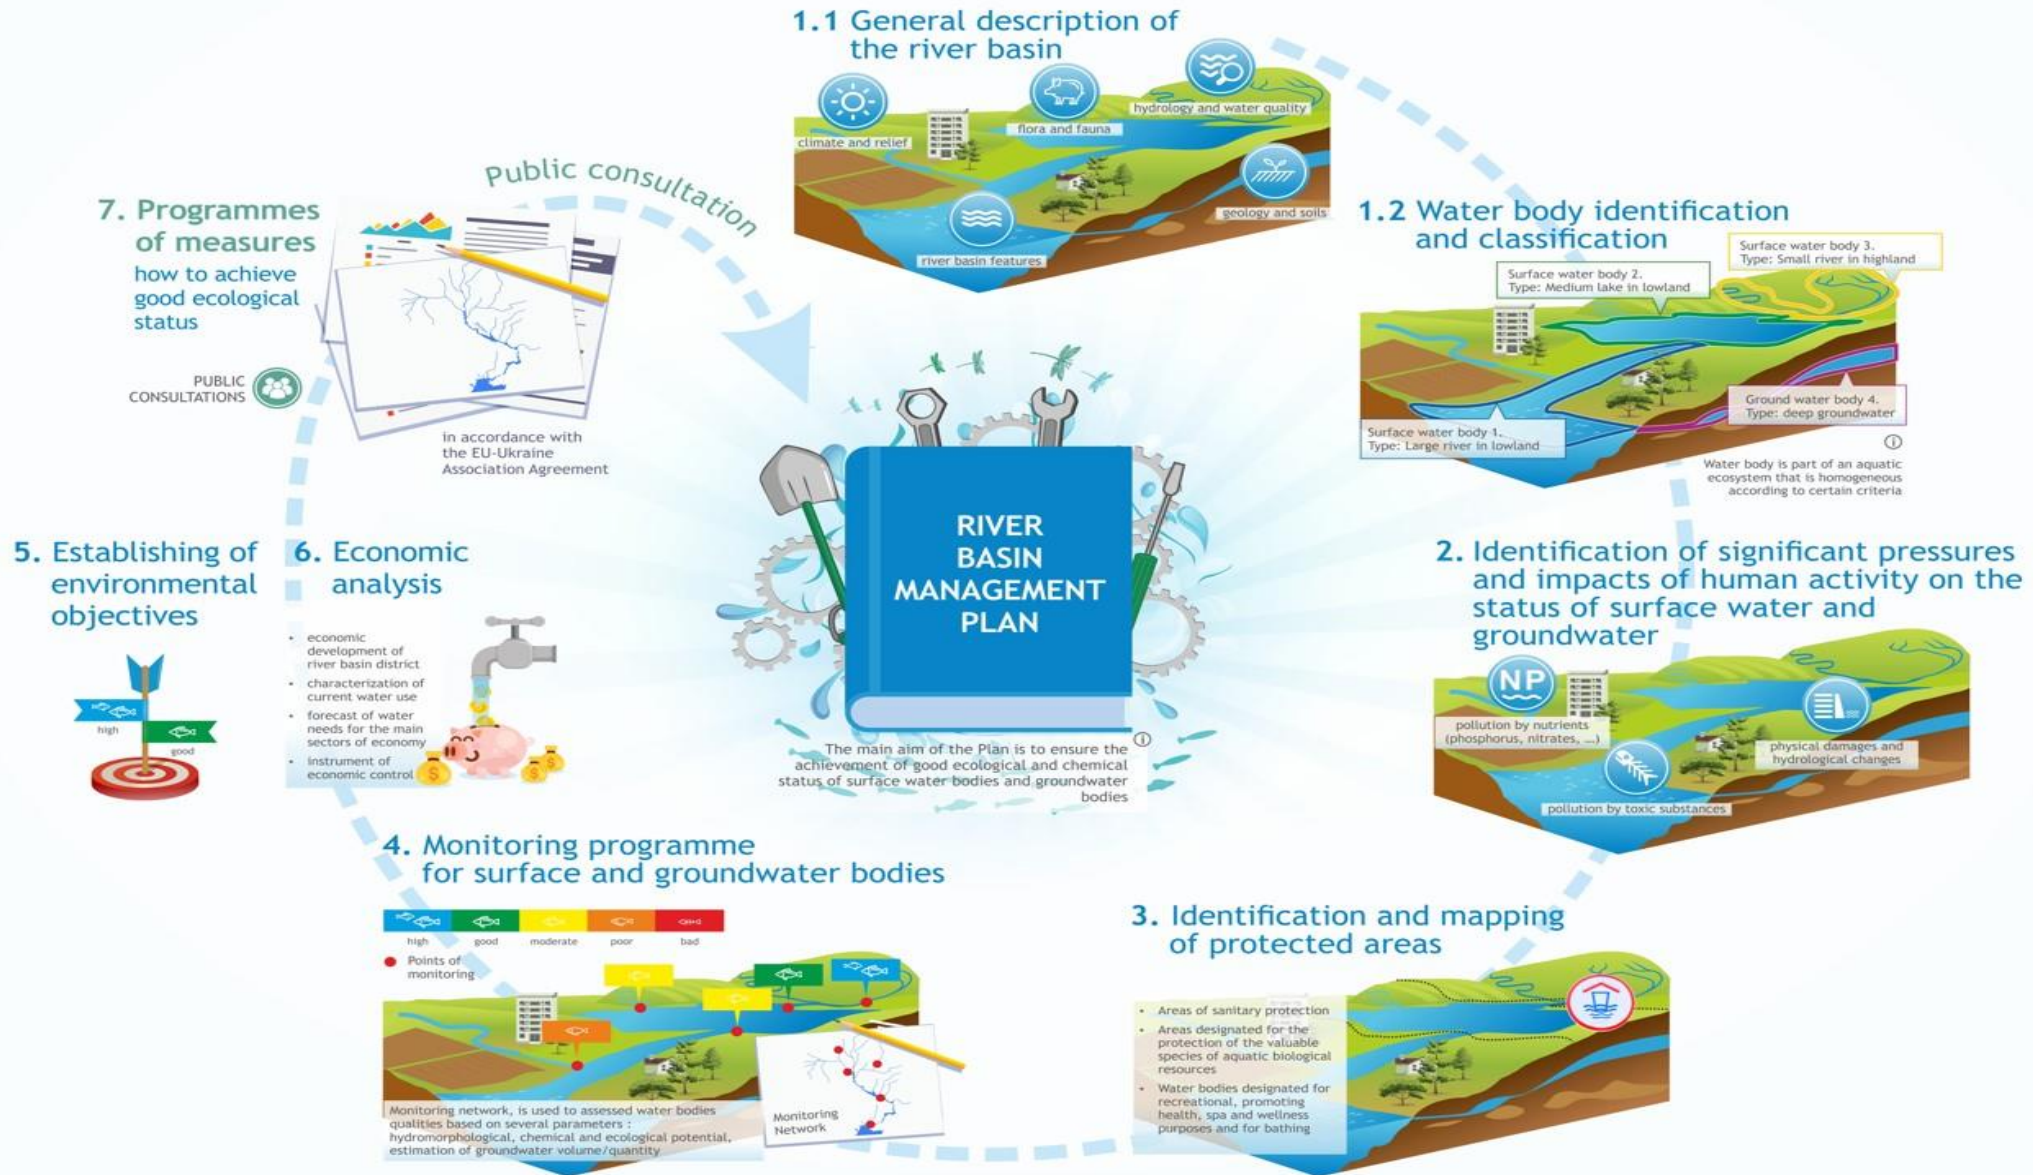 1.1 General description of
the river basin
climate and relief
flora and fauna
hydrology and water quality
geology and soils
river basin features
1.2 Water body identification
and classification
Surface water body 3.
Type: Small river in highland
Surface water body 2.
Type: Medium lake in lowland
Ground water body 4.
Type: deep groundwater
Surface water body 1.
Type: Large river in lowland
Water body is part of an aquatic
ecosystem that is homogeneous
according to certain criteria
2. Identification of significant pressures
and impacts of human activity on the
status of surface water and
groundwater
NP
pollution by nutrients
(phosphorus, nitrates, ...)
physical damages and
hydrological changes
pollution by toxic substances
3. Identification and mapping
of protected areas
• Areas of sanitary protection
• Areas designated for the
protection of the valuable
species of aquatic biological
resources
• Water bodies designated for
recreational, promoting
health, spa and wellness
purposes and for bathing
4. Monitoring programme
for surface and groundwater bodies
high good moderate poor bad
Points of
monitoring
Monitoring network, is used to assessed water bodies
qualities based on several parameters :
hydromorphological, chemical and ecological potential,
estimation of groundwater volume/quantity
Monitoring
Network
5. Establishing of
environmental
objectives
high
good
6. Economic
analysis
• economic
development of
river basin district
• characterization of
current water use
• forecast of water
needs for the main
sectors of economy
• instrument of
economic control
$ $ $
7. Programmes
of measures
how to achieve
good ecological
status
PUBLIC
CONSULTATIONS
in accordance with
the EU-Ukraine
Association Agreement
Public consultation
RIVER
BASIN
MANAGEMENT
PLAN
The main aim of the Plan is to ensure the
achievement of good ecological and chemical
status of surface water bodies and groundwater
bodies